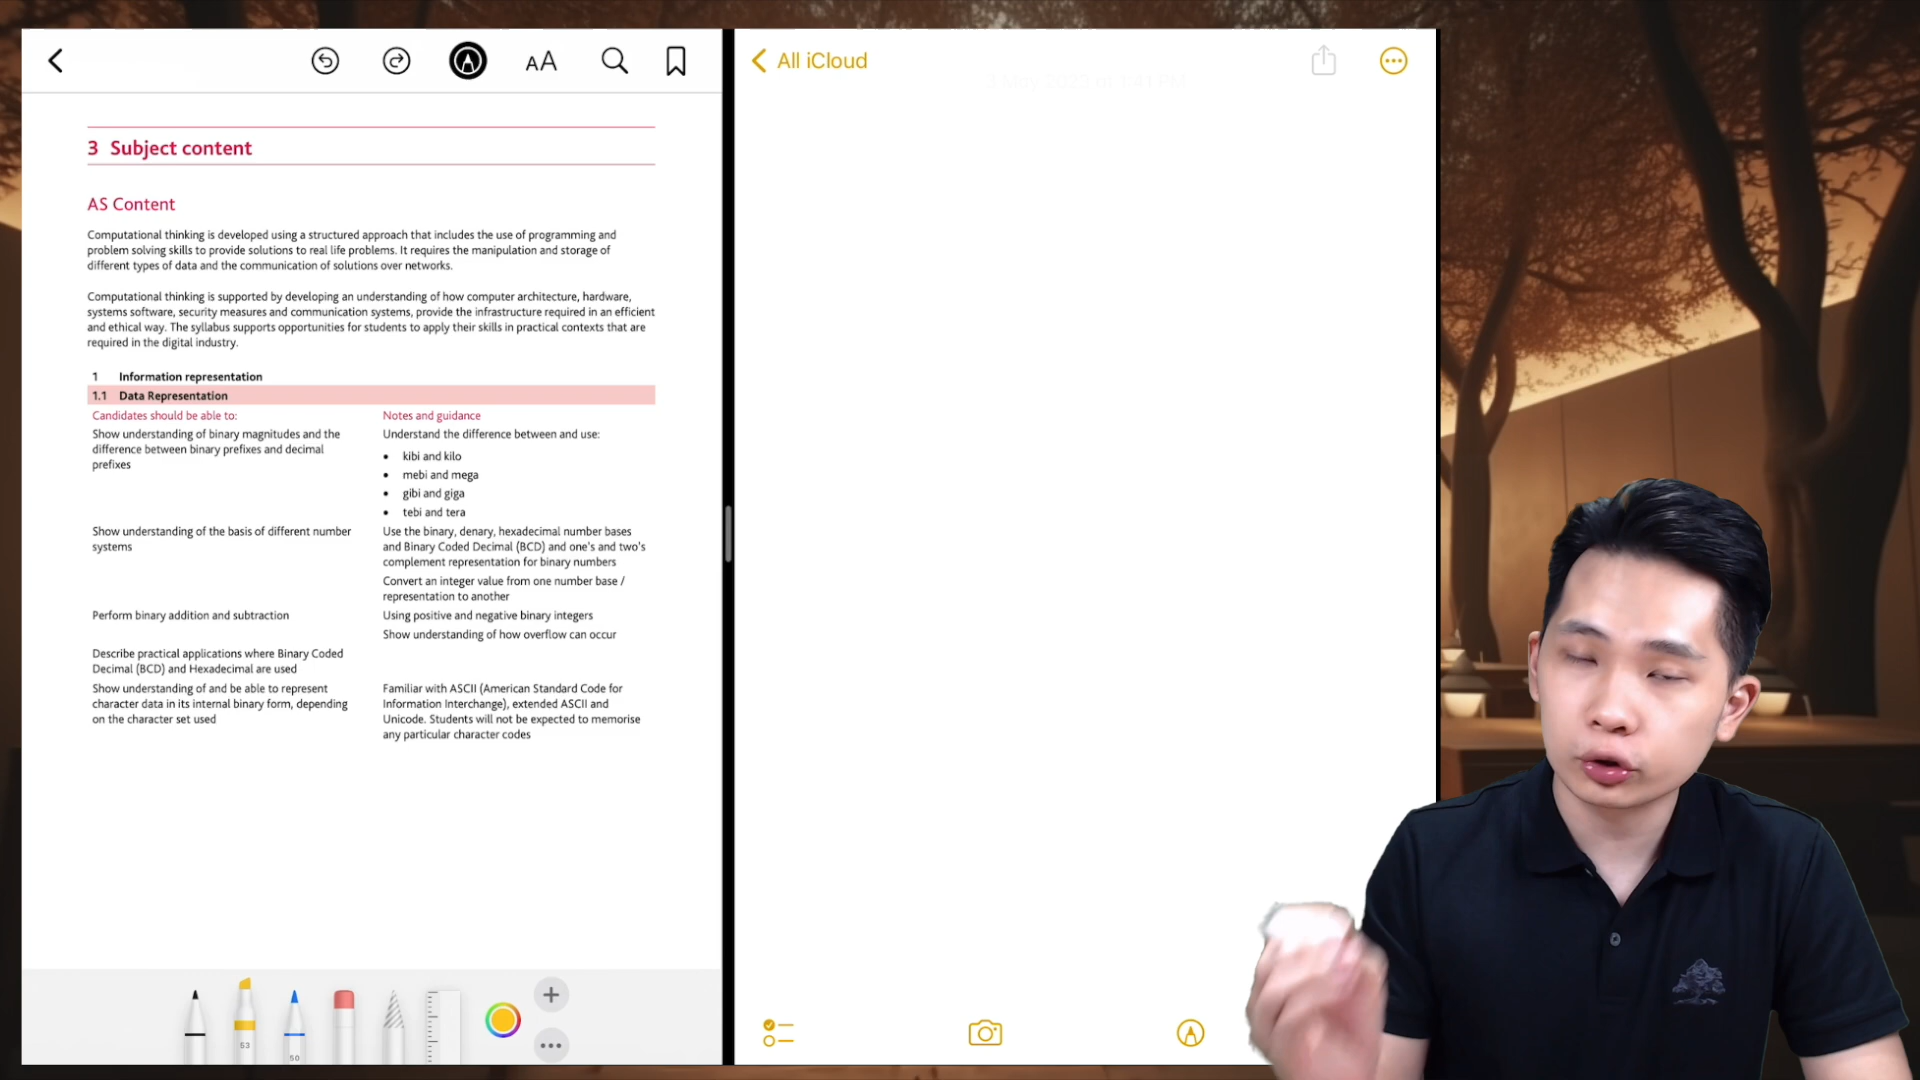 AA
3 Subject content
AS Content
Computational thinking is developed using a structured approach that includes the use of programming and
problem solving skills to provide solutions to real life problems. It requires the manipulation and storage of
different types of data and the communication of solutions over networks.
Computational thinking is supported by developing an understanding of how computer architecture, hardware,
systems software, security measures and communication systems, provide the infrastructure required in an efficient
and ethical way. The syllabus supports opportunities for students to apply their skills in practical contexts that are
required in the digital industry.
1 Information representation
1.1 Data Representation
Candidates should be able to:
Notes and guidance
Show understanding of binary magnitudes and the
difference between binary prefixes and decimal
prefixes
Understand the difference between and use:
• kibi and kilo
• mebi and mega
• gibi and giga
• tebi and tera
Show understanding of the basis of different number
systems
Use the binary, denary, hexadecimal number bases
and Binary Coded Decimal (BCD) and one's and two's
complement representation for binary numbers
Convert an integer value from one number base /
representation to another
Perform binary addition and subtraction
Using positive and negative binary integers
Show understanding of how overflow can occur
Describe practical applications where Binary Coded
Decimal (BCD) and Hexadecimal are used
Show understanding of and be able to represent
character data in its internal binary form, depending
on the character set used
Familiar with ASCII (American Standard Code for
Information Interchange), extended ASCII and
Unicode. Students will not be expected to memorise
any particular character codes
53
50
All iCloud